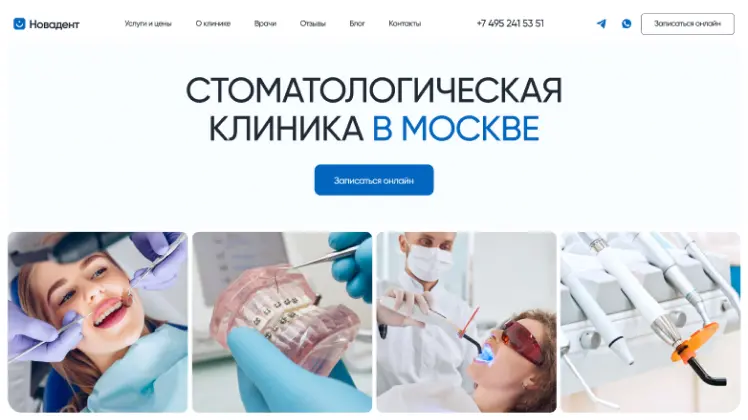 Новадент
Услуги и цены
О клинике
Врачи
Отзывы
Блог
Контакты
+7 495 241 53 51
Записаться онлайн
СТОМАТОЛОГИЧЕСКАЯ
КЛИНИКА В МОСКВЕ
Записаться онлайн